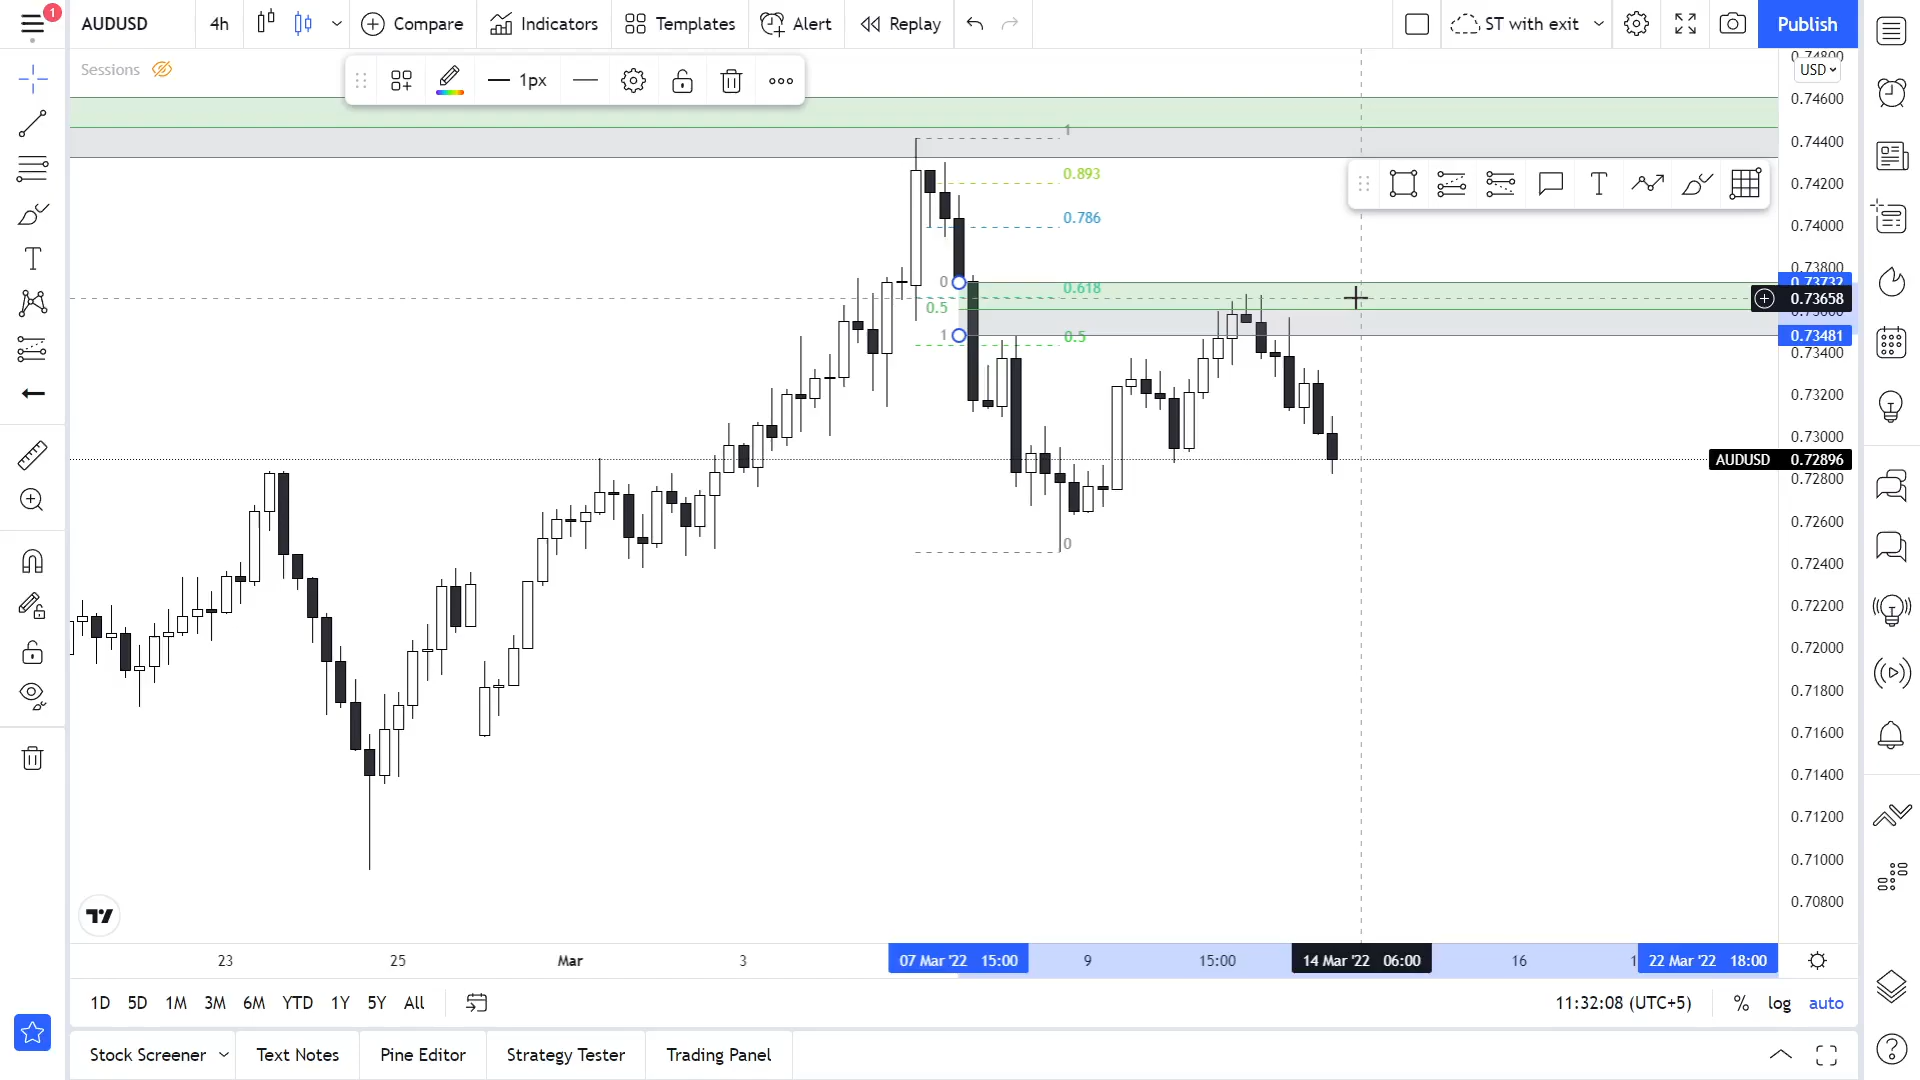 1
AUDUSD
4h
Compare
Indicators
Templates
Alert
Replay
ST with exit
Publish
Sessions
1px
USD
0.74600
0.74400
0.74200
0.74000
0.73800
0.73732
0.73658
0.73481
0.73400
0.73200
0.73000
AUDUSD 0.72896
0.72800
0.72600
0.72400
0.72200
0.72000
0.71800
0.71600
0.71400
0.71200
0.71000
0.70800
1
0.893
0.786
0
0.618
0.5
1
0.5
0
23
25
Mar
3
07 Mar '22 15:00
9
15:00
14 Mar '22 06:00
16
22 Mar '22 18:00
1D
5D
1M
3M
6M
YTD
1Y
5Y
All
11:32:08 (UTC+5)
%
log
auto
Stock Screener
Text Notes
Pine Editor
Strategy Tester
Trading Panel